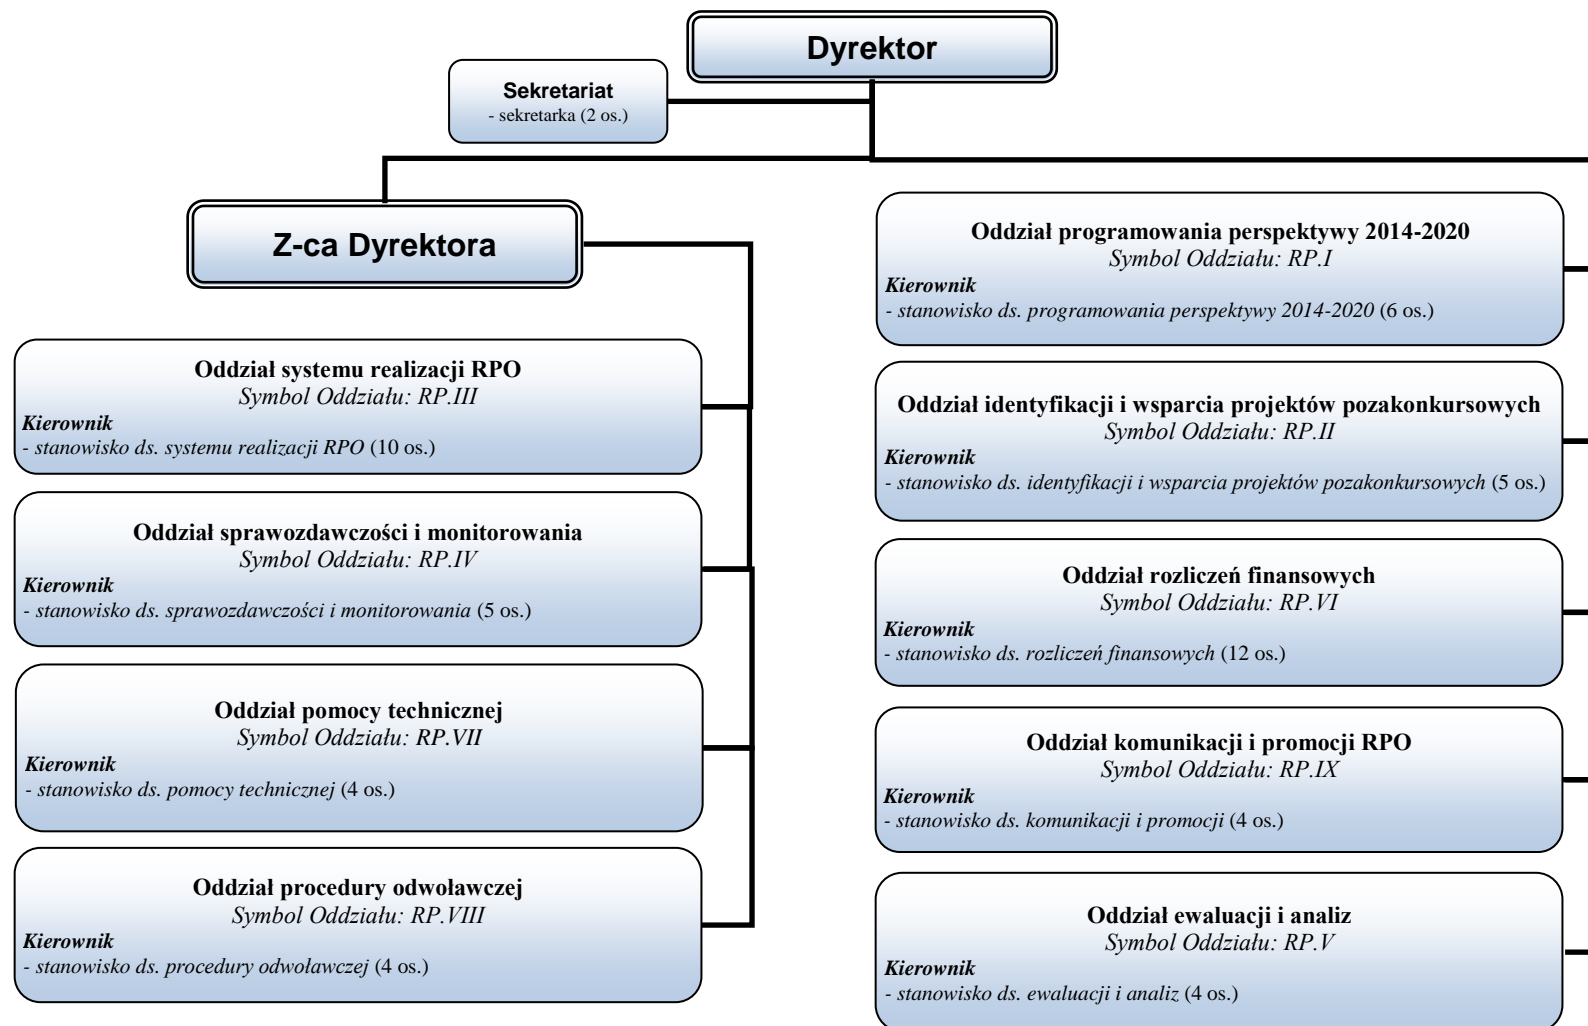 Dyrektor
Sekretariat
- sekretarka (2 os.)
Z-ca Dyrektora
Oddział systemu realizacji RPO
Symbol Oddziału: RP.III
Kierownik
- stanowisko ds. systemu realizacji RPO (10 os.)
Oddział sprawozdawczości i monitorowania
Symbol Oddziału: RP.IV
Kierownik
- stanowisko ds. sprawozdawczości i monitorowania (5 os.)
Oddział pomocy technicznej
Symbol Oddziału: RP.VII
Kierownik
- stanowisko ds. pomocy technicznej (4 os.)
Oddział procedury odwoławczej
Symbol Oddziału: RP.VIII
Kierownik
- stanowisko ds. procedury odwoławczej (4 os.)
Oddział programowania perspektywy 2014-2020
Symbol Oddziału: RP.I
Kierownik
- stanowisko ds. programowania perspektywy 2014-2020 (6 os.)
Oddział identyfikacji i wsparcia projektów pozakonkursowych
Symbol Oddziału: RP.II
Kierownik
- stanowisko ds. identyfikacji i wsparcia projektów pozakonkursowych (5 os.)
Oddział rozliczeń finansowych
Symbol Oddziału: RP.VI
Kierownik
- stanowisko ds. rozliczeń finansowych (12 os.)
Oddział komunikacji i promocji RPO
Symbol Oddziału: RP.IX
Kierownik
- stanowisko ds. komunikacji i promocji (4 os.)
Oddział ewaluacji i analiz
Symbol Oddziału: RP.V
Kierownik
- stanowisko ds. ewaluacji i analiz (4 os.)